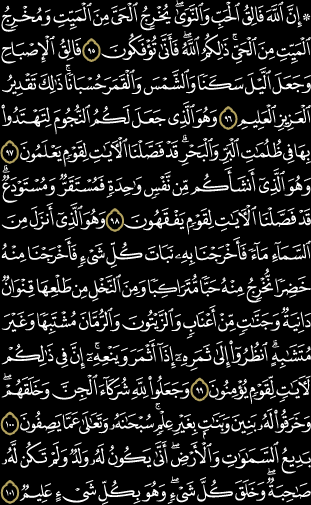 ۞ إِنَّ ٱللَّهَ فَالِقُ ٱلْحَبِّ وَٱلنَّوَىٰ ۖ يُخْرِجُ ٱلْحَىَّ مِنَ ٱلْمَيِّتِ وَمُخْرِجُ
ٱلْمَيِّتِ مِنَ ٱلْحَىِّ ۚ ذَٰلِكُمُ ٱللَّهُ ۖ فَأَنَّىٰ تُؤْفَكُونَ ٩٥ فَالِقُ ٱلْإِصْبَاحِ
وَجَعَلَ ٱلَّيْلَ سَكَنًا وَٱلشَّمْسَ وَٱلْقَمَرَ حُسْبَانًا ۚ ذَٰلِكَ تَقْدِيرُ
ٱلْعَزِيزِ ٱلْعَلِيمِ ٩٦ وَهُوَ ٱلَّذِى جَعَلَ لَكُمُ ٱلنُّجُومَ لِتَهْتَدُوا۟
بِهَا فِى ظُلُمَٰتِ ٱلْبَرِّ وَٱلْبَحْرِ ۗ قَدْ فَصَّلْنَا ٱلْءَايَٰتِ لِقَوْمٍ يَعْلَمُونَ ٩٧
وَهُوَ ٱلَّذِىٓ أَنشَأَكُم مِّن نَّفْسٍ وَٰحِدَةٍ فَمُسْتَقَرٌّ وَمُسْتَوْدَعٌ ۗ
قَدْ فَصَّلْنَا ٱلْءَايَٰتِ لِقَوْمٍ يَفْقَهُونَ ٩٨ وَهُوَ ٱلَّذِىٓ أَنزَلَ مِنَ
ٱلسَّمَآءِ مَآءً فَأَخْرَجْنَا بِهِۦ نَبَاتَ كُلِّ شَىْءٍ فَأَخْرَجْنَا مِنْهُ
خَضِرًا نُّخْرِجُ مِنْهُ حَبًّا مُّتَرَاكِبًا وَمِنَ ٱلنَّخْلِ مِن طَلْعِهَا قِنْوَانٌ
دَانِيَةٌ وَجَنَّٰتٍ مِّنْ أَعْنَابٍ وَٱلزَّيْتُونَ وَٱلرُّمَّانَ مُشْتَبِهًا وَغَيْرَ
مُتَشَٰبِهٍ ۗ ٱنظُرُوٓا۟ إِلَىٰ ثَمَرِهِۦٓ إِذَآ أَثْمَرَ وَيَنْعِهِۦٓ ۚ إِنَّ فِى ذَٰلِكُمْ
لَءَايَٰتٍ لِّقَوْمٍ يُؤْمِنُونَ ٩٩ وَجَعَلُوا۟ لِلَّهِ شُرَكَآءَ ٱلْجِنَّ وَخَلَقَهُمْ ۖ
وَخَرَقُوا۟ لَهُۥ بَنِينَ وَبَنَٰتٍۭ بِغَيْرِ عِلْمٍ ۚ سُبْحَٰنَهُۥ وَتَعَٰلَىٰ عَمَّا يَصِفُونَ ١٠٠
بَدِيعُ ٱلسَّمَٰوَٰتِ وَٱلْأَرْضِ ۖ أَنَّىٰ يَكُونُ لَهُۥ وَلَدٌ وَلَمْ تَكُن لَّهُۥ
صَٰحِبَةٌ ۖ وَخَلَقَ كُلَّ شَىْءٍ ۖ وَهُوَ بِكُلِّ شَىْءٍ عَلِيمٌ ١٠١